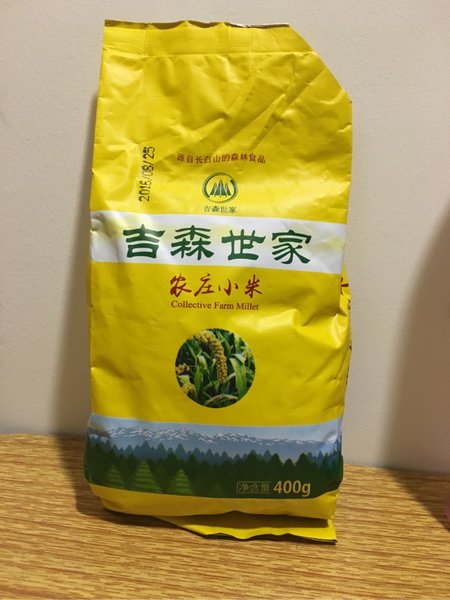 2016/08/25
源自长白山的森林食品
吉森世家
吉森世家
农庄小米
Collective Farm Millet
净含量 400g